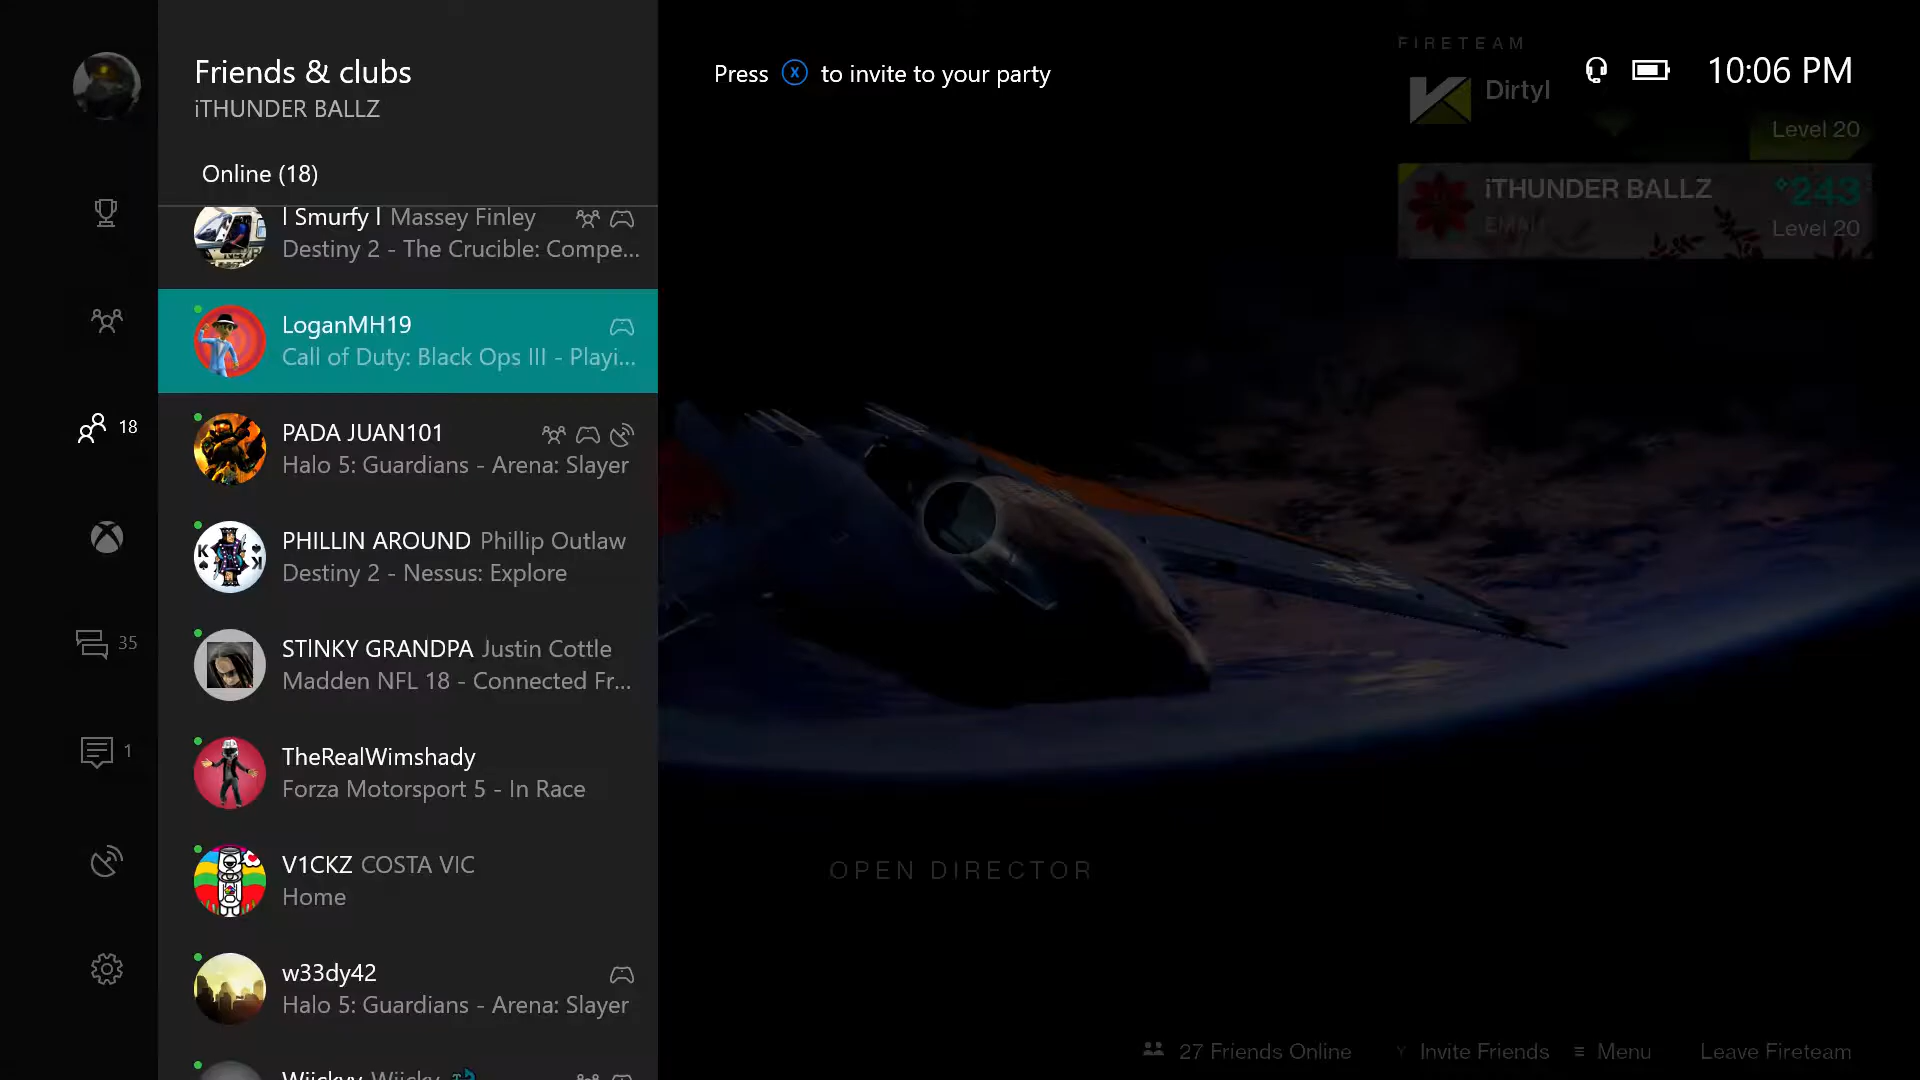 Friends & clubs
iTHUNDER BALLZ
Press X to invite to your party
FIRETEAM
Dirtyl
10:06 PM
Level 20
iTHUNDER BALLZ
243
Level 20
Online (18)
l Smurfy l Massey Finley
Destiny 2 - The Crucible: Compe...
LoganMH19
Call of Duty: Black Ops III - Playi...
18
PADA JUAN101
Halo 5: Guardians - Arena: Slayer
PHILLIN AROUND Phillip Outlaw
Destiny 2 - Nessus: Explore
35
STlNKY GRANDPA Justin Cottle
Madden NFL 18 - Connected Fr...
1
TheRealWimshady
Forza Motorsport 5 - In Race
V1CKZ COSTA VIC
Home
OPEN DIRECTOR
w33dy42
Halo 5: Guardians - Arena: Slayer
27 Friends Online
Y Invite Friends
Menu
Leave Fireteam